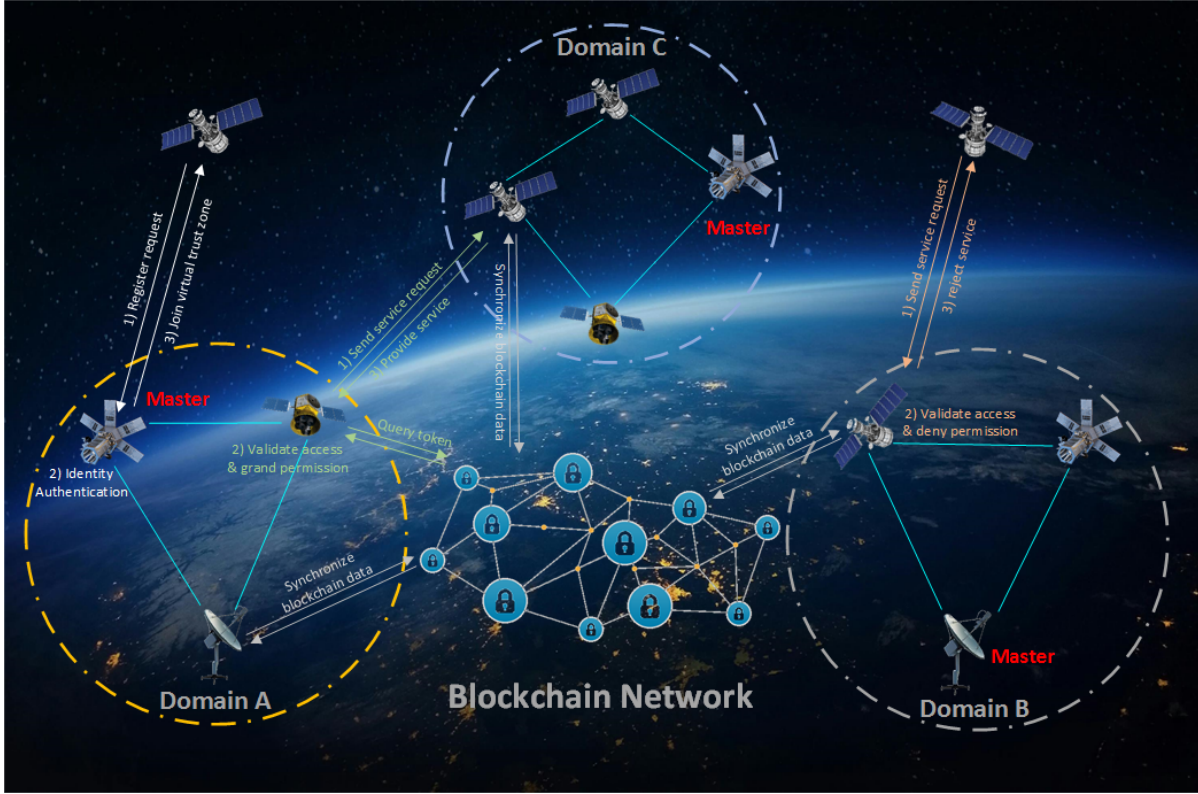 Domain C
Master
1) Register request
3) Join virtual trust zone
1) Send service request
3) Provide service
Synchronize blockchain data
1) Send service request
3) reject service
Master
2) Identity
Authentication
2) Validate access
& grand permission
Query token
Synchronize
blockchain data
2) Validate access
& deny permission
Synchronize
blockchain data
Master
Domain A
Blockchain Network
Domain B